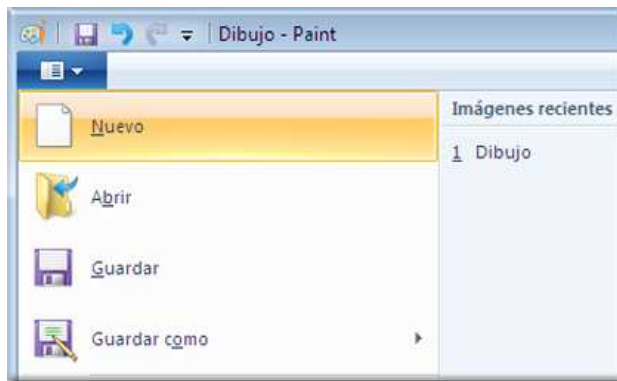 Dibujo - Paint
Nuevo
Abrir
Guardar
Guardar como
Imágenes recientes
1 Dibujo